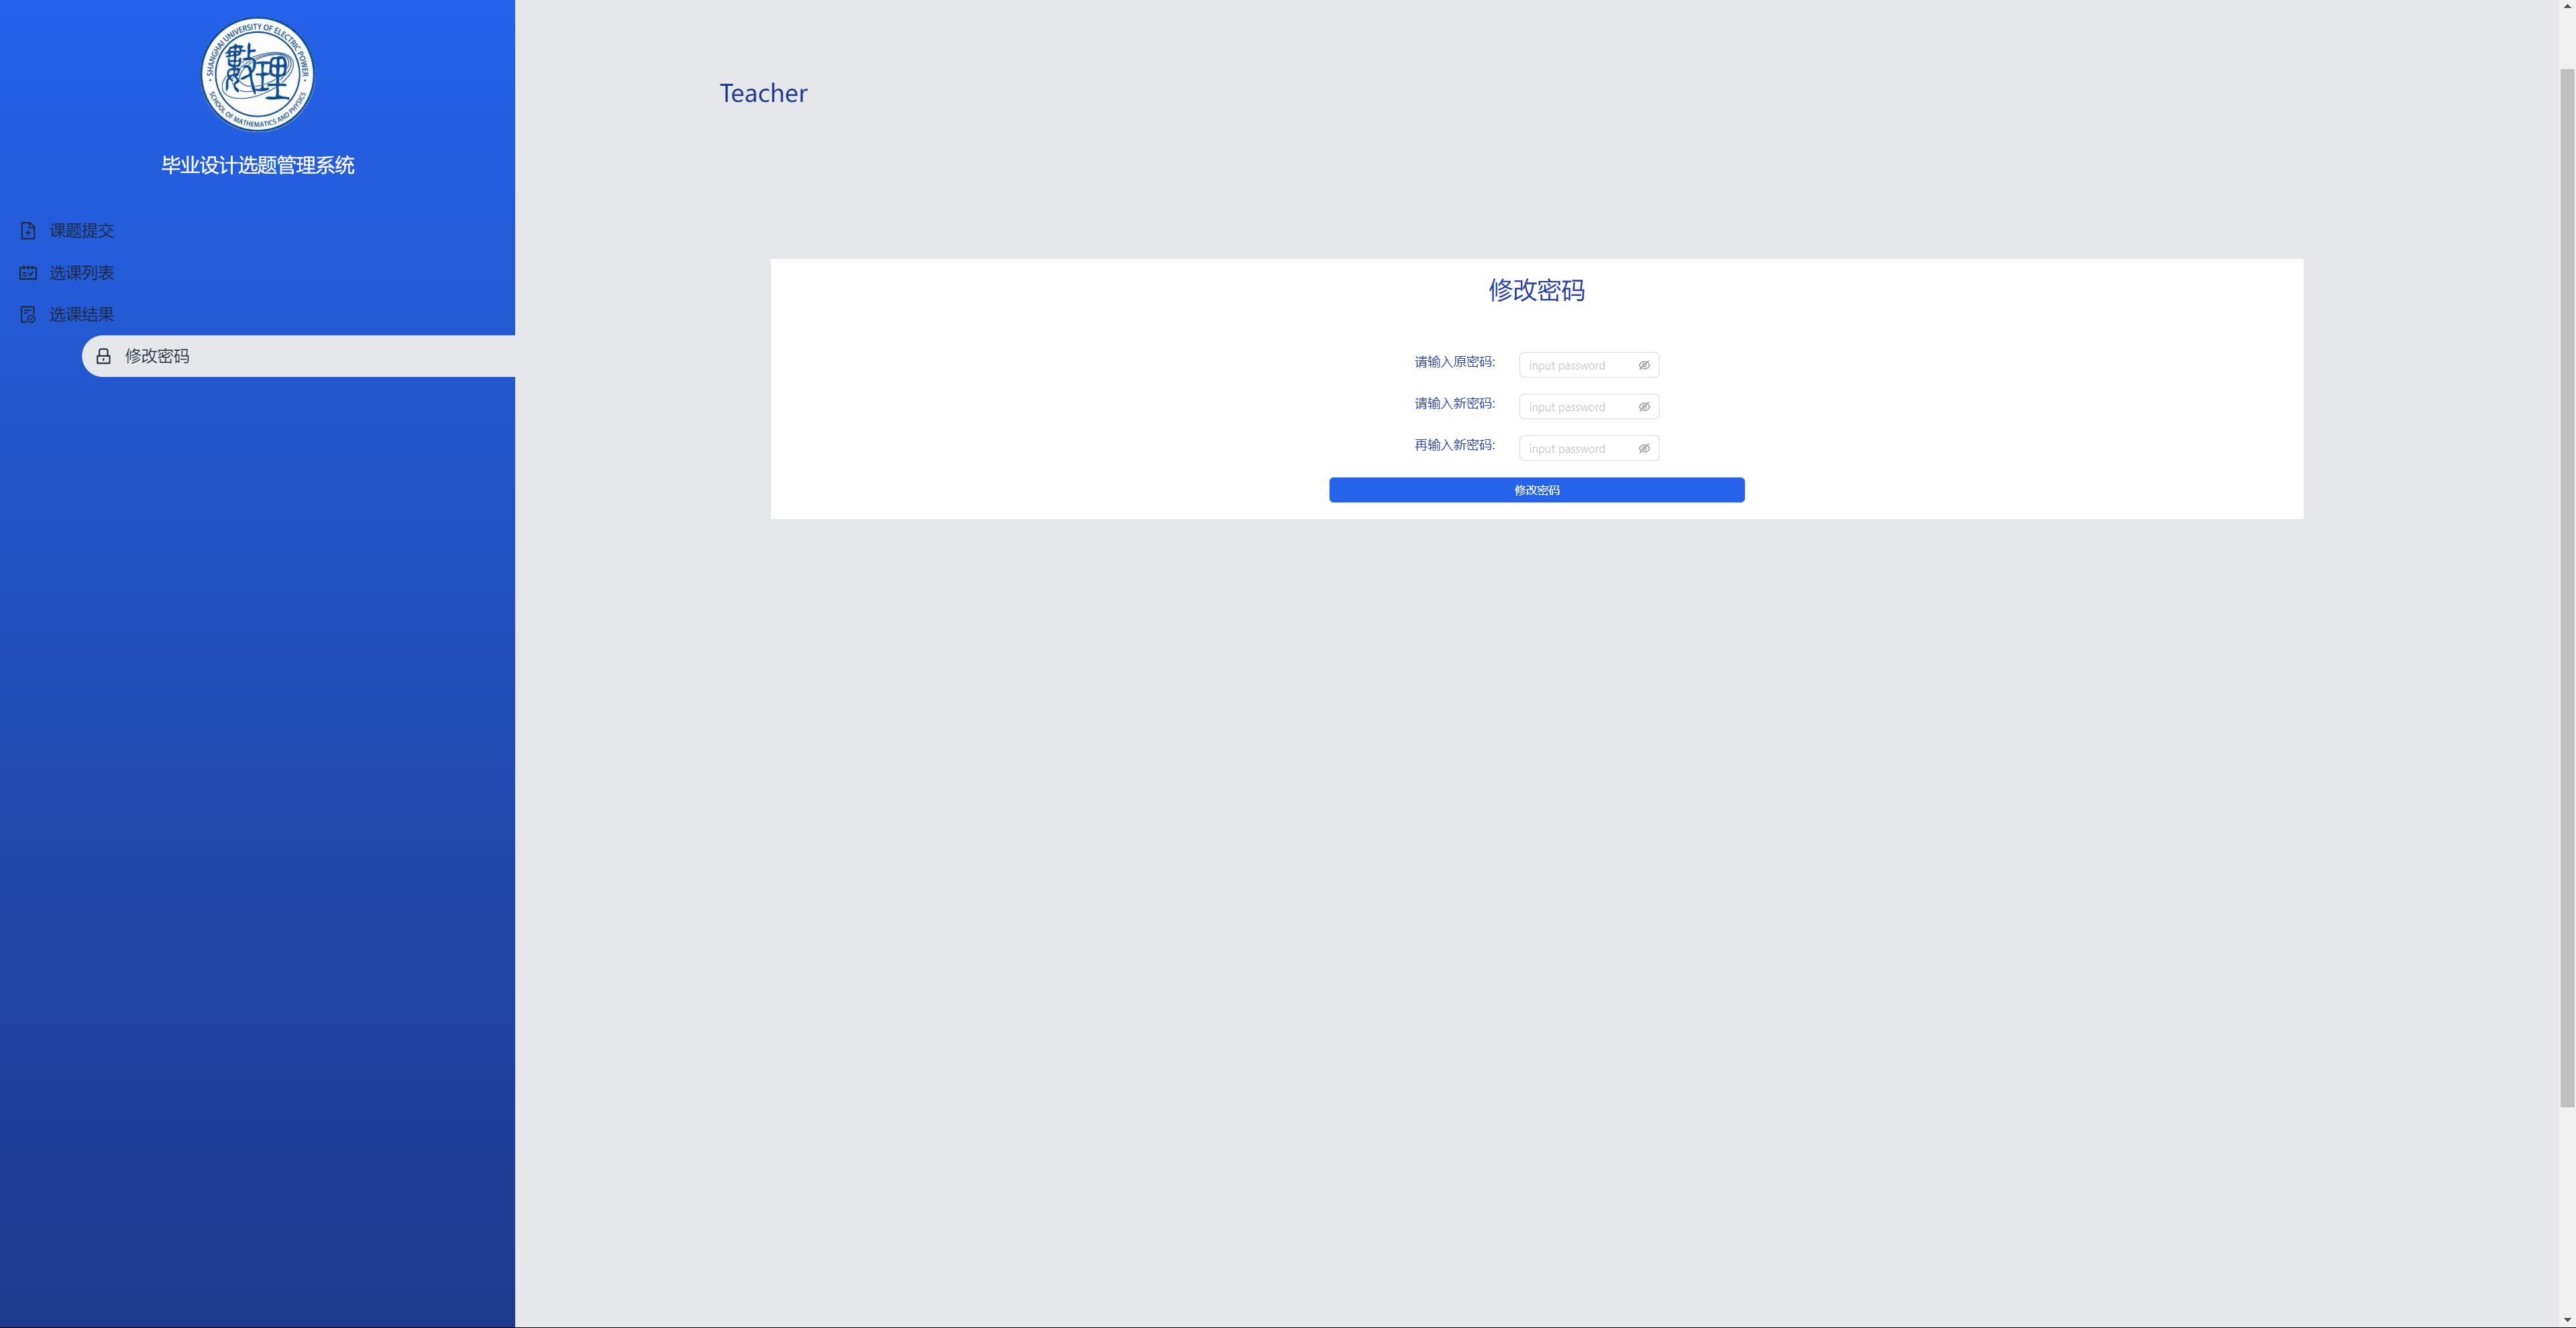 SHANGHAI UNIVERSITY OF ELECTRIC POWER
數理
SCHOOL OF MATHEMATICS AND PHYSICS
毕业设计选题管理系统
课题提交
选课列表
选课结果
修改密码
Teacher
修改密码
请输入原密码: input password
请输入新密码: input password
再输入新密码: input password
修改密码